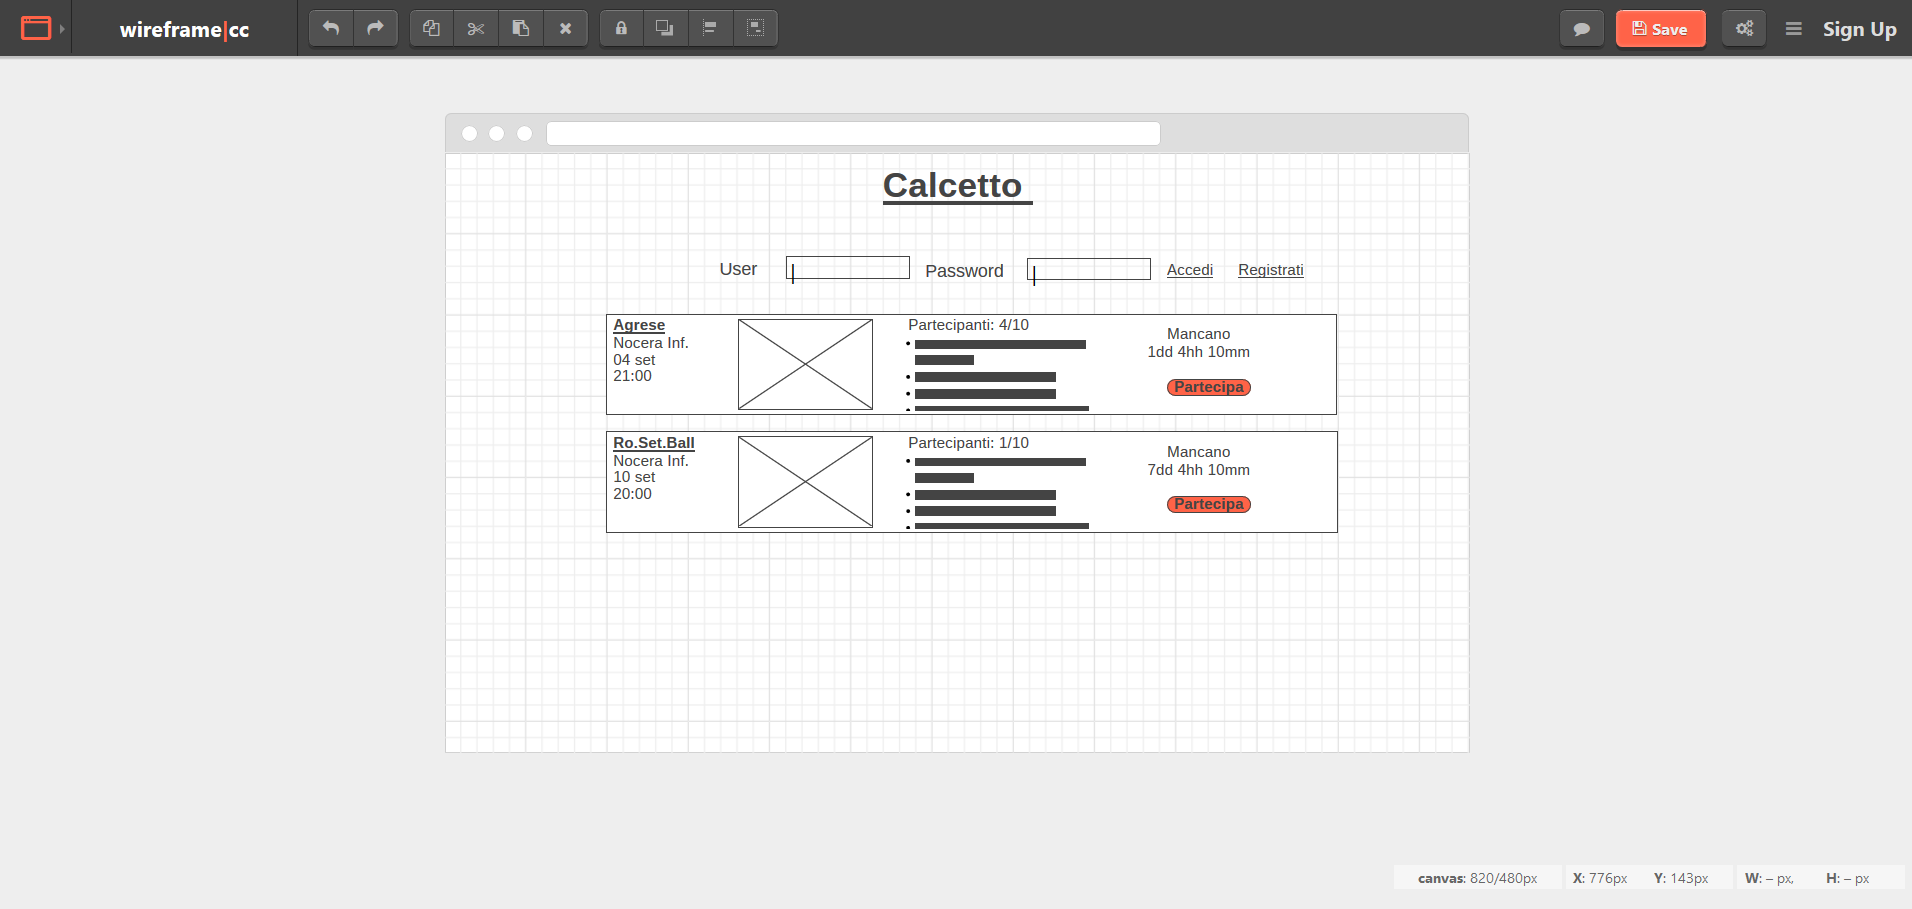 wireframe|cc
Save
Sign Up
Calcetto
User
Password
Accedi
Registrati
Agrese
Nocera Inf.
04 set
21:00
Partecipanti: 4/10
Mancano
1dd 4hh 10mm
Partecipa
Ro.Set.Ball
Nocera Inf.
10 set
20:00
Partecipanti: 1/10
Mancano
7dd 4hh 10mm
Partecipa
canvas: 820/480px X: 776px Y: 143px W: – px, H: – px